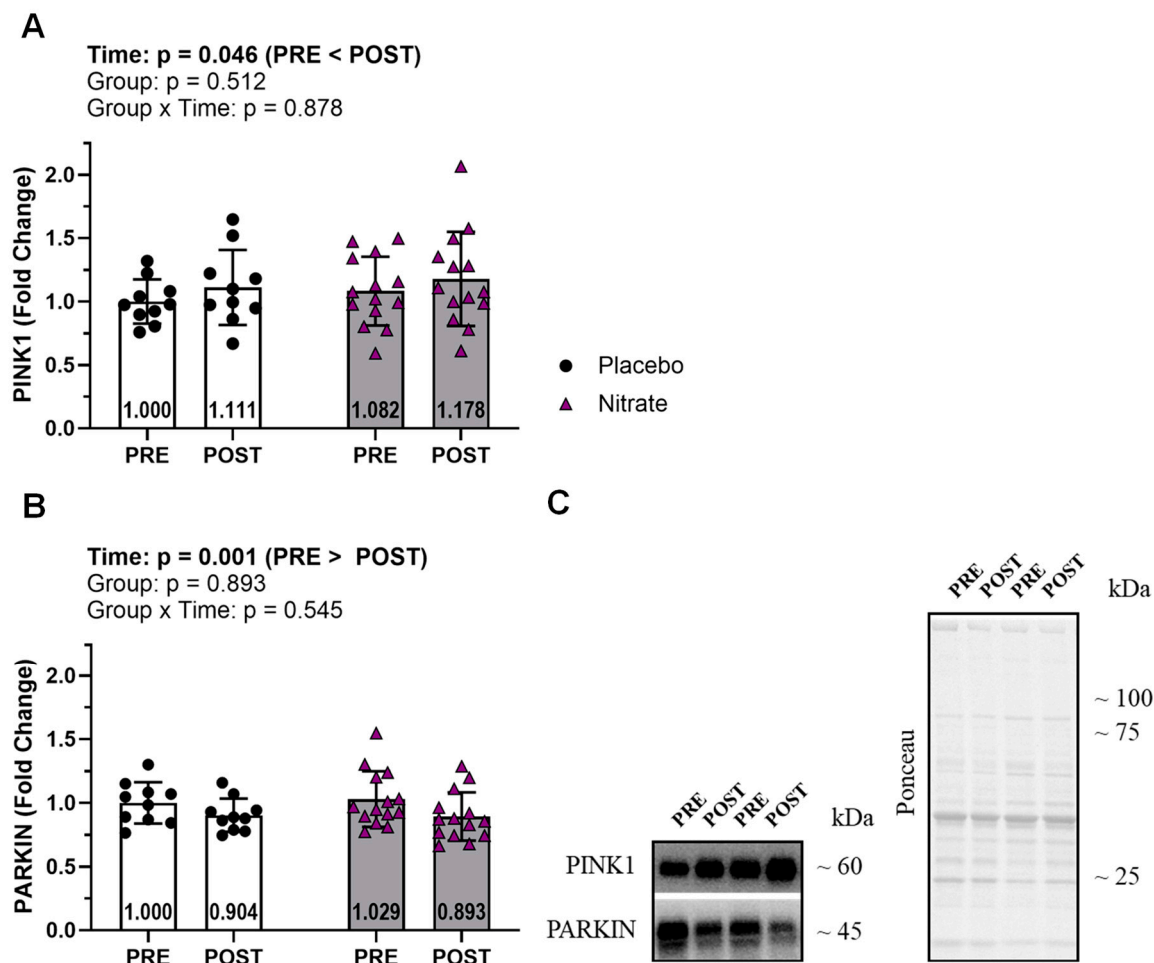 A
Time: p = 0.046 (PRE < POST)
Group: p = 0.512
Group x Time: p = 0.878
PINK1 (Fold Change)
2.0
1.5
1.0
0.5
0.0
1.000
1.111
1.082
1.178
PRE
POST
PRE
POST
Placebo
Nitrate
B
Time: p = 0.001 (PRE > POST)
Group: p = 0.893
Group x Time: p = 0.545
PARKIN (Fold Change)
2.0
1.5
1.0
0.5
0.0
1.000
0.904
1.029
0.893
PRE
POST
PRE
POST
C
PRE POST PRE POST kDa
PINK1 ~ 60
PARKIN ~ 45
PRE POST PRE POST kDa
Ponceau
~ 100
~ 75
~ 25